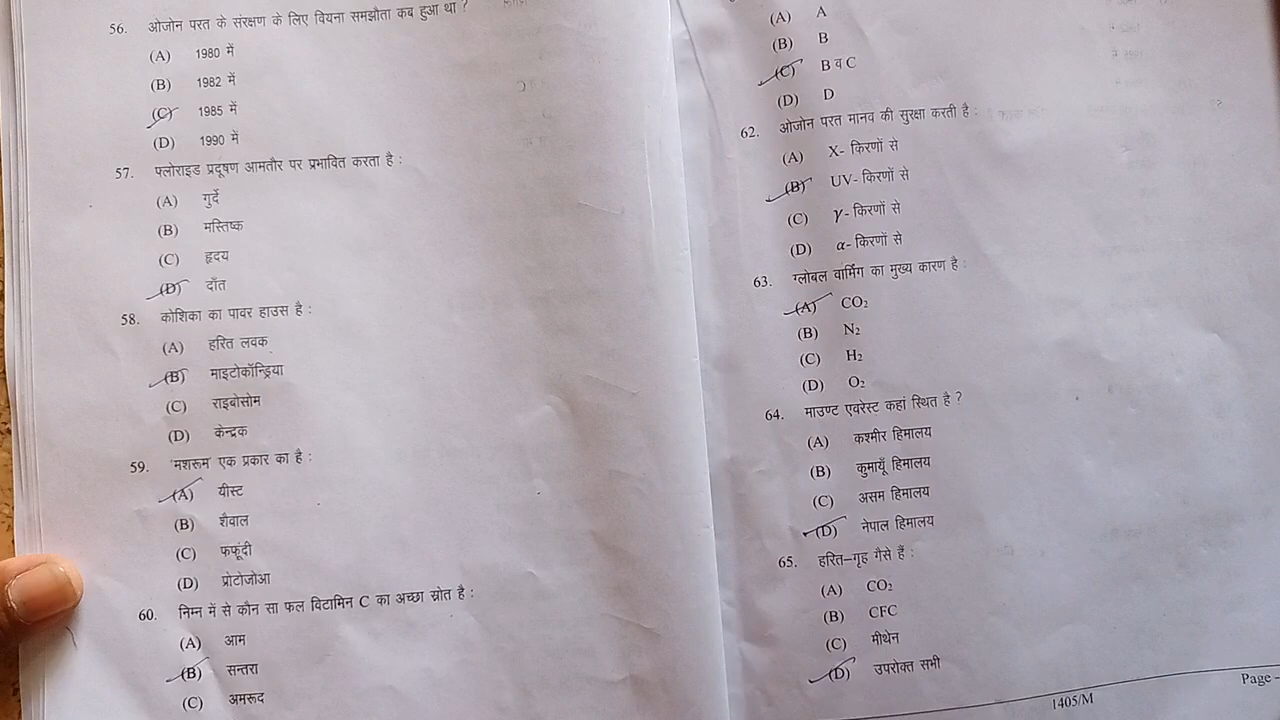 56. ओजोन परत के संरक्षण के लिए वियना समझौता कब हुआ था ?
(A) 1980 में
(B) 1982 में
(C) 1985 में
(D) 1990 में
57. फ्लोराइड प्रदूषण आमतौर पर प्रभावित करता है :
(A) गुर्दे
(B) मस्तिष्क
(C) हृदय
(D) दाँत
58. कोशिका का पावर हाउस है :
(A) हरित लवक
(B) माइटोकॉन्ड्रिया
(C) राइबोसोम
(D) केन्द्रक
59. 'मशरूम' एक प्रकार का है :
(A) यीस्ट
(B) शैवाल
(C) फफूंदी
(D) प्रोटोजोआ
60. निम्न में से कौन सा फल विटामिन C का अच्छा स्रोत है :
(A) आम
(B) सन्तरा
(C) अमरूद
(A) A
(B) B
(C) B व C
(D) D
62. ओजोन परत मानव की सुरक्षा करती है :
(A) X- किरणों से
(B) UV- किरणों से
(C) γ- किरणों से
(D) α- किरणों से
63. ग्लोबल वार्मिंग का मुख्य कारण है :
(A) CO₂
(B) N₂
(C) H₂
(D) O₂
64. माउण्ट एवरेस्ट कहां स्थित है ?
(A) कश्मीर हिमालय
(B) कुमायूँ हिमालय
(C) असम हिमालय
(D) नेपाल हिमालय
65. हरित–गृह गैसे हैं :
(A) CO₂
(B) CFC
(C) मीथेन
(D) उपरोक्त सभी
1405/M
Page -